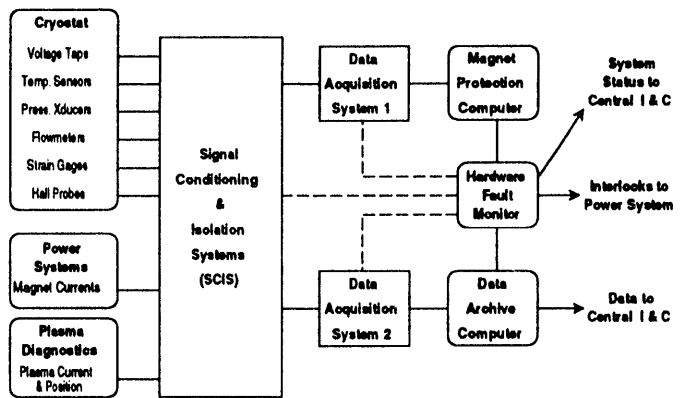 Cryostat
Voltage Taps
Temp. Sensors
Press. Xducers
Flowmeters
Strain Gages
Hall Probes
Power
Systems
Magnet Currents
Plasma
Diagnostics
Plasma Current
& Position
Signal
Conditioning
&
Isolation
Systems
(SCIS)
Data
Acquisition
System 1
Magnet
Protection
Computer
Hardware
Fault
Monitor
Data
Acquisition
System 2
Data
Archive
Computer
System
Status to
Central I & C
Interlocks to
Power System
Data to
Central I & C